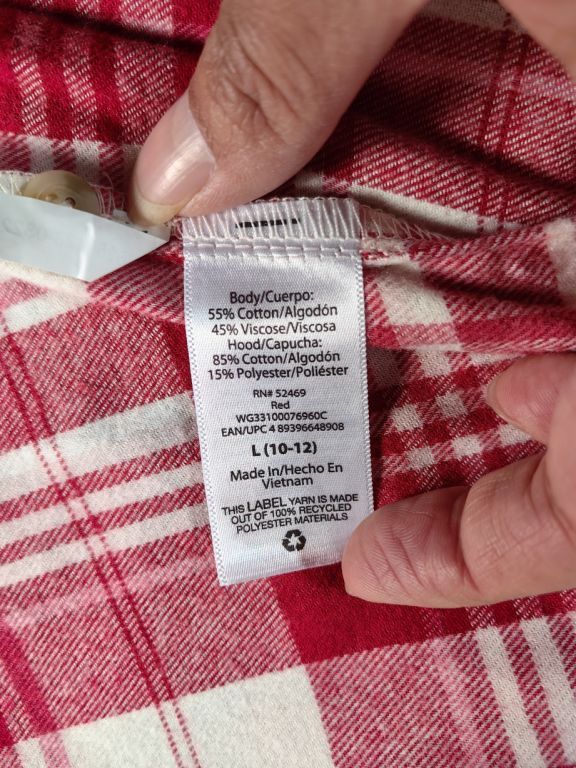 Body/Cuerpo:
55% Cotton/Algodón
45% Viscose/Viscosa
Hood/Capucha:
85% Cotton/Algodón
15% Polyester/Poliéster
RN# 52469
Red
WG33100076960C
EAN/UPC 4 89396648908
L (10-12)
Made In/Hecho En
Vietnam
THIS LABEL YARN IS MADE
OUT OF 100% RECYCLED
POLYESTER MATERIALS